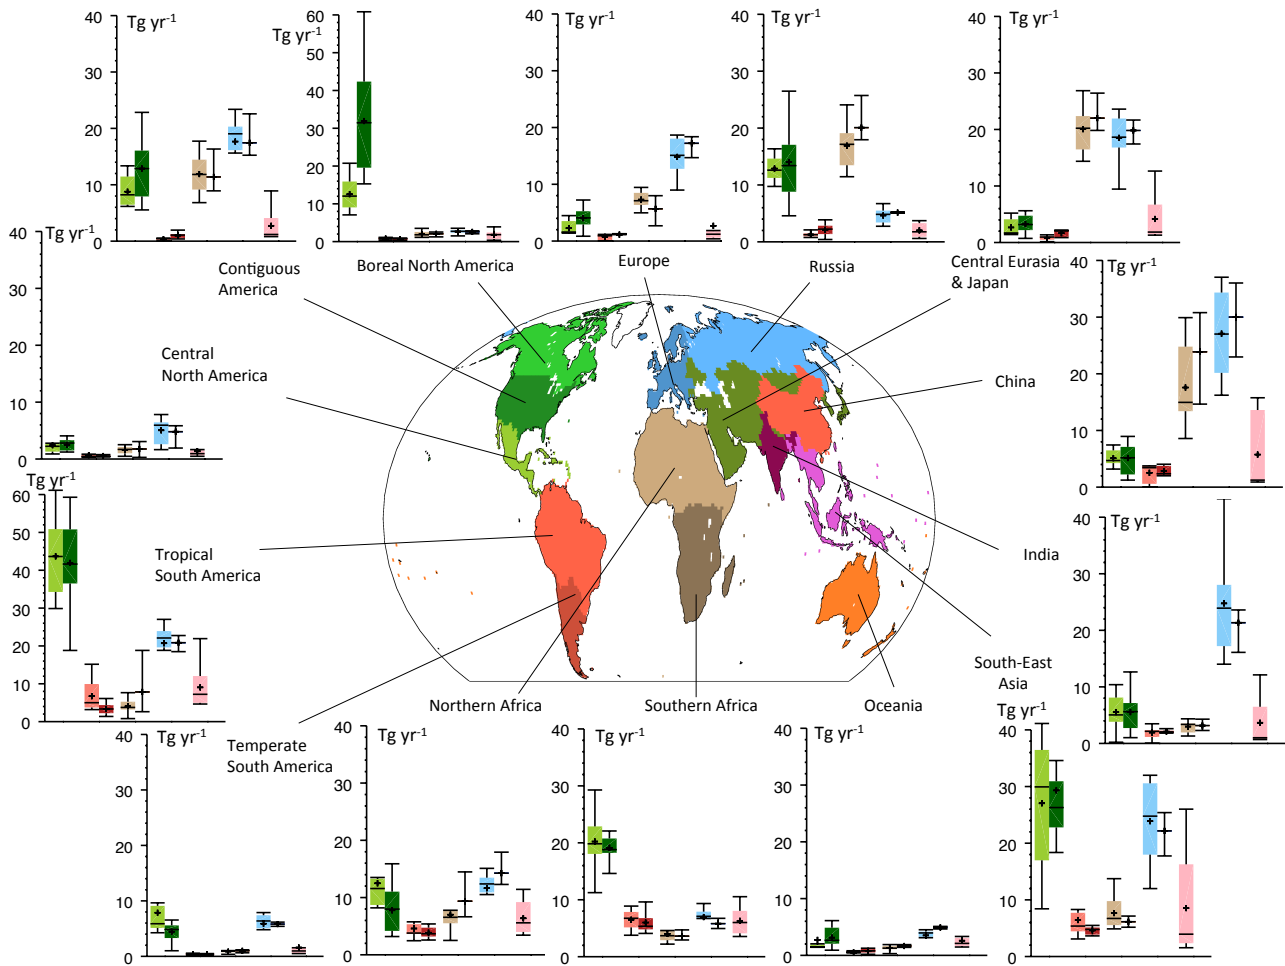 Tg yr-1
40
30
20
10
0
Tg yr-1
60
50
40
30
20
10
0
Tg yr-1
40
30
20
10
0
Tg yr-1
40
30
20
10
0
Tg yr-1
40
30
20
10
0
Tg yr-1
40
30
20
10
0
Contiguous
America
Boreal North America
Europe
Russia
Central Eurasia
& Japan
Tg yr-1
40
30
20
10
0
Central
North America
China
Tg yr-1
60
50
40
30
20
10
0
Tropical
South America
India
Tg yr-1
40
30
20
10
0
South-East
Asia
Northern Africa
Southern Africa
Oceania
Temperate
South America
Tg yr-1
40
30
20
10
0
Tg yr-1
40
30
20
10
0
Tg yr-1
40
30
20
10
0
Tg yr-1
40
30
20
10
0
Tg yr-1
40
30
20
10
0